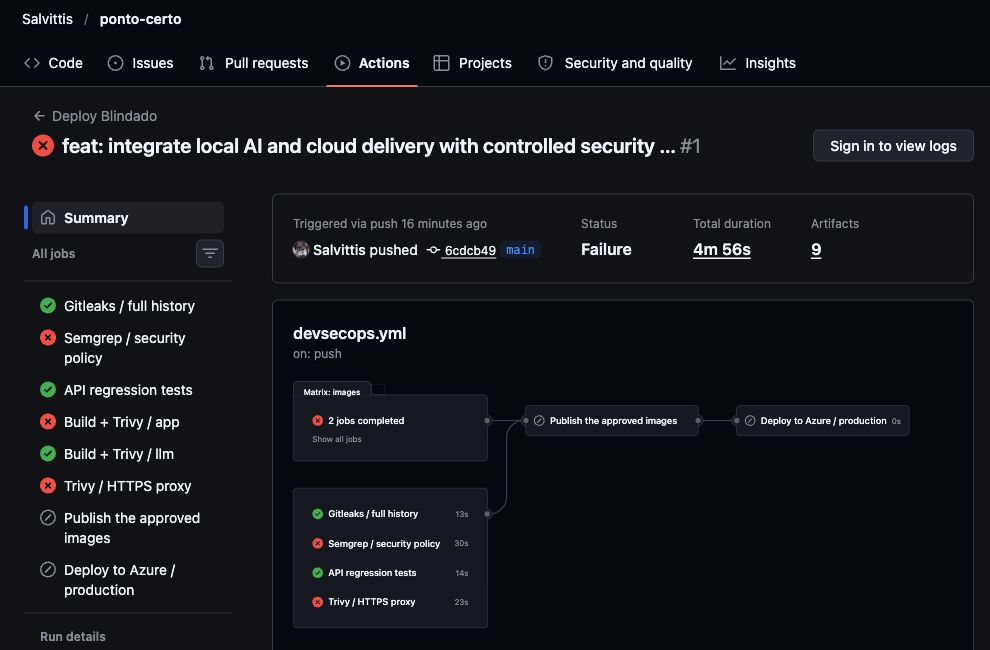 Salvittis / ponto-certo
Code Issues Pull requests Actions Projects Security and quality Insights
← Deploy Blindado
feat: integrate local AI and cloud delivery with controlled security ... #1
Sign in to view logs
Summary
All jobs
Gitleaks / full history
Semgrep / security
policy
API regression tests
Build + Trivy / app
Build + Trivy / llm
Trivy / HTTPS proxy
Publish the approved
images
Deploy to Azure /
production
Run details
Triggered via push 16 minutes ago
Salvittis pushed 6cdcb49 main
Status
Failure
Total duration
4m 56s
Artifacts
9
devsecops.yml
on: push
Matrix: images
2 jobs completed
Show all jobs
Publish the approved images
Deploy to Azure / production 0s
Gitleaks / full history 13s
Semgrep / security policy 30s
API regression tests 14s
Trivy / HTTPS proxy 23s